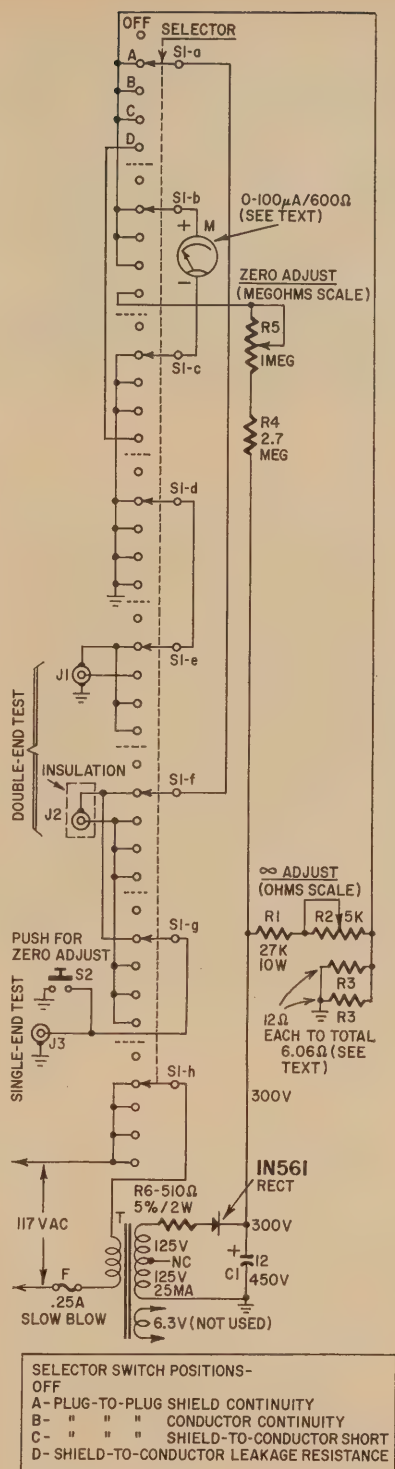 OFF
SELECTOR
A
S1-a
B
C
D
S1-b
+ M
0-100µA/600Ω
(SEE TEXT)
−
ZERO ADJUST
(MEGOHMS SCALE)
R5
1MEG
S1-c
R4
2.7
MEG
S1-d
S1-e
J1
DOUBLE-END TEST
INSULATION
S1-f
J2
∞ ADJUST
(OHMS SCALE)
R1
R2 5K
27K
10W
S1-g
PUSH FOR
ZERO ADJUST
S2
R3
R3
12Ω
EACH TO TOTAL
6.06Ω (SEE
TEXT)
J3
SINGLE-END TEST
S1-h
300V
1N561
RECT
R6-510Ω
5%/2W
117VAC
T
300V
125V
NC
125V
25MA
+
12
C1
450V
F
.25A
SLOW BLOW
6.3V (NOT USED)
SELECTOR SWITCH POSITIONS-
OFF
A- PLUG-TO-PLUG SHIELD CONTINUITY
B- " " " CONDUCTOR CONTINUITY
C- " " " SHIELD-TO-CONDUCTOR SHORT
D- SHIELD-TO-CONDUCTOR LEAKAGE RESISTANCE